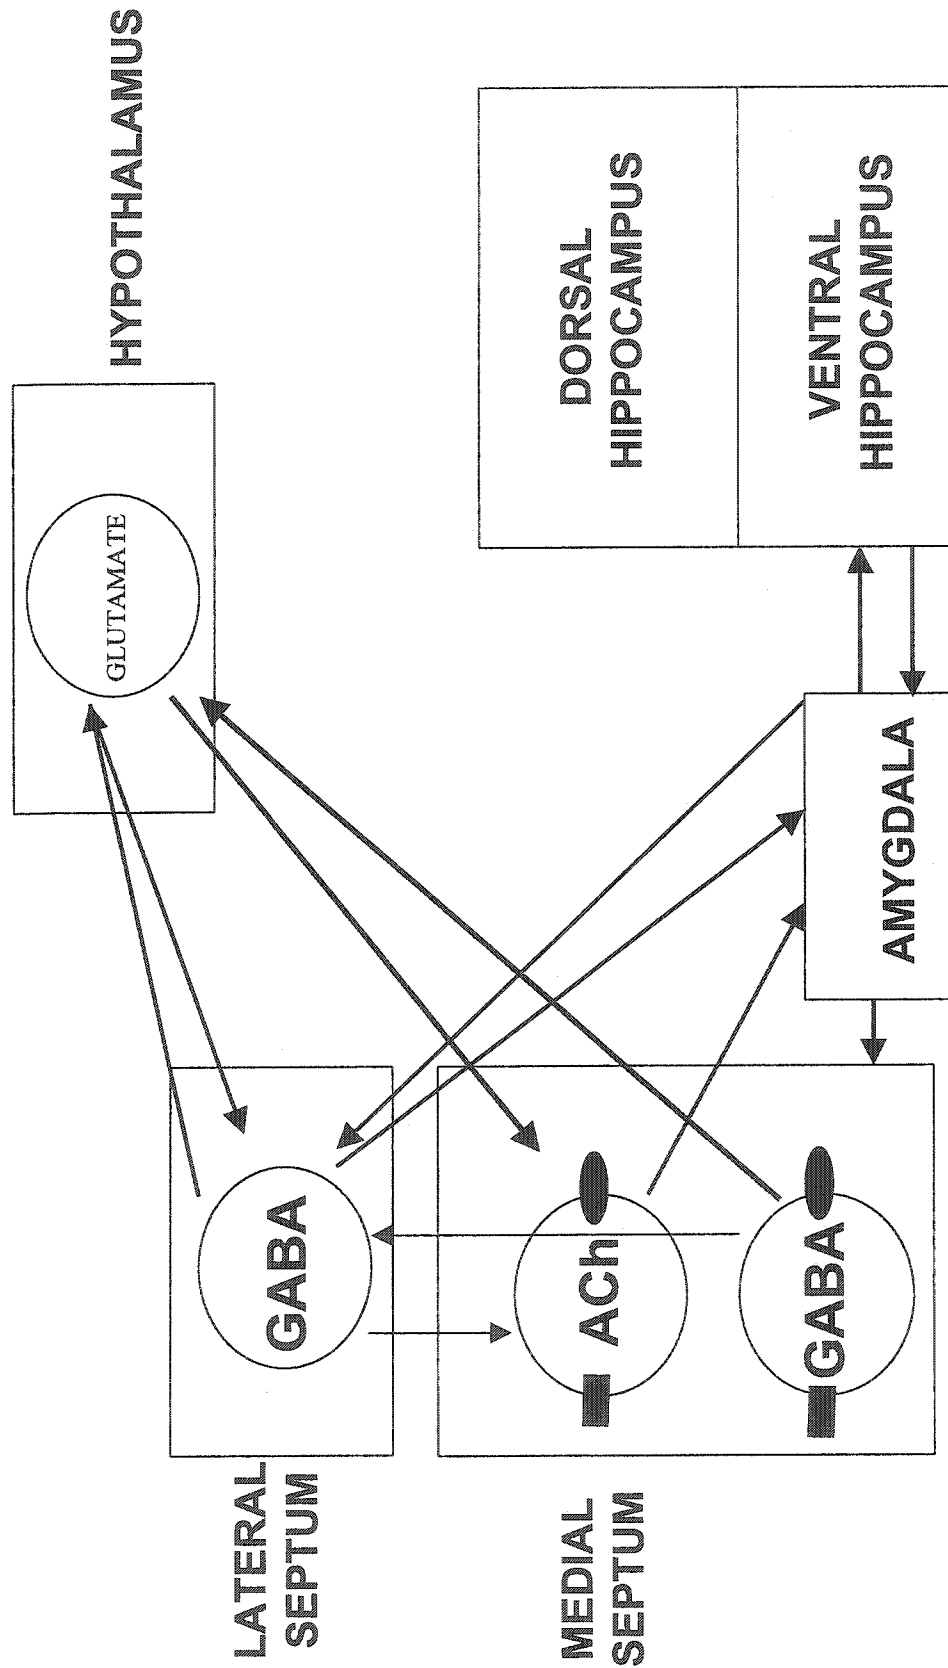 HYPOTHALAMUS
GLUTAMATE
LATERAL
SEPTUM
GABA
MEDIAL
SEPTUM
ACh
GABA
AMYGDALA
DORSAL
HIPPOCAMPUS
VENTRAL
HIPPOCAMPUS